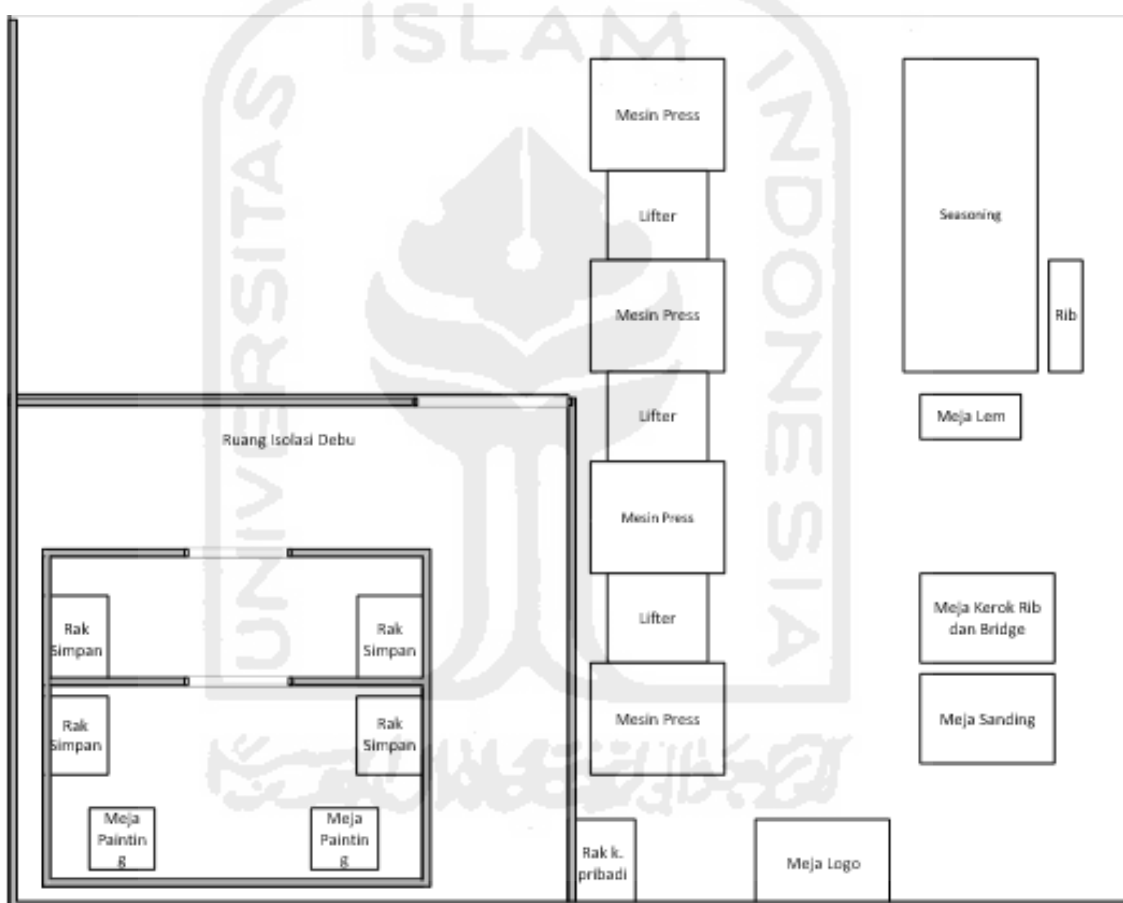 ISLAM
UNIVERSITAS
INDONESIA
Mesin Press
Lifter
Seasoning
Mesin Press
Rib
Lifter
Meja Lem
Ruang Isolasi Debu
Mesin Press
Lifter
Meja Kerok Rib
dan Bridge
Rak
Simpan
Rak
Simpan
Rak
Simpan
Rak
Simpan
Mesin Press
Meja Sanding
Meja
Paintin
g
Meja
Paintin
g
Rak k.
pribadi
Meja Logo